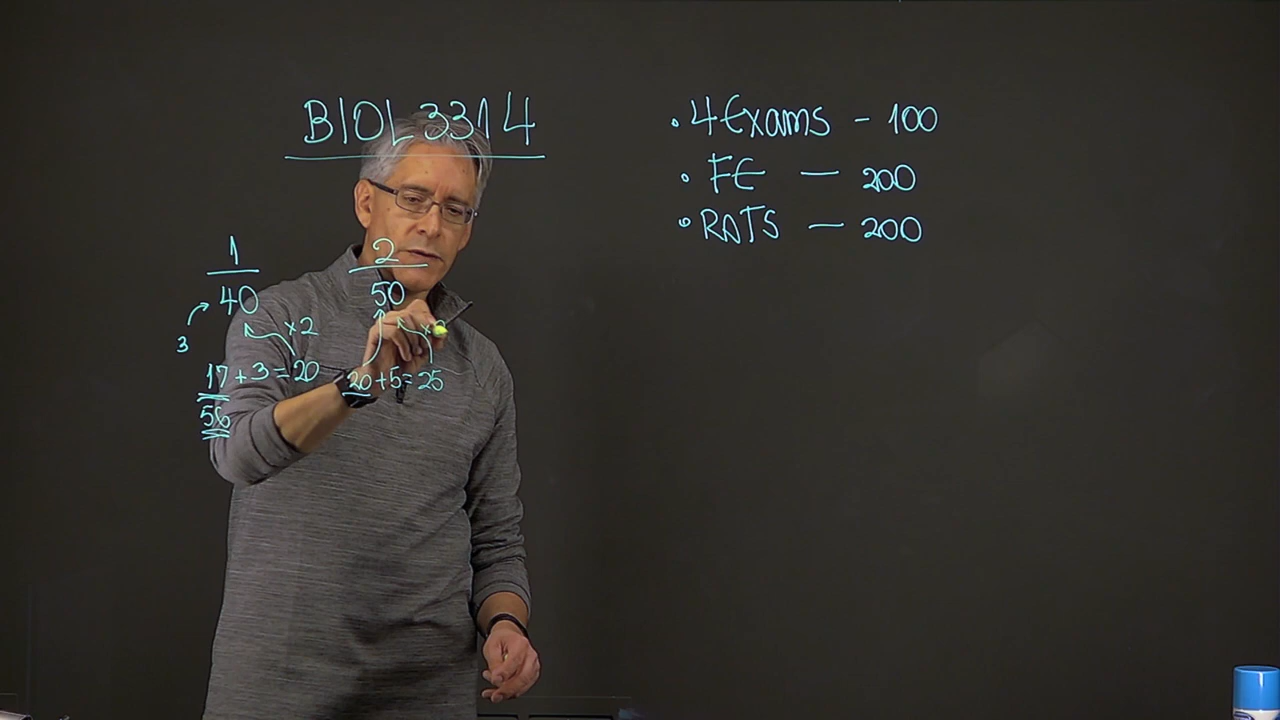 BIOL 3314
• 4 Exams - 100
• FE — 200
• RATS — 200
1
40
3
×2
17 + 3 = 20
56
2
50
20 + 5 = 25